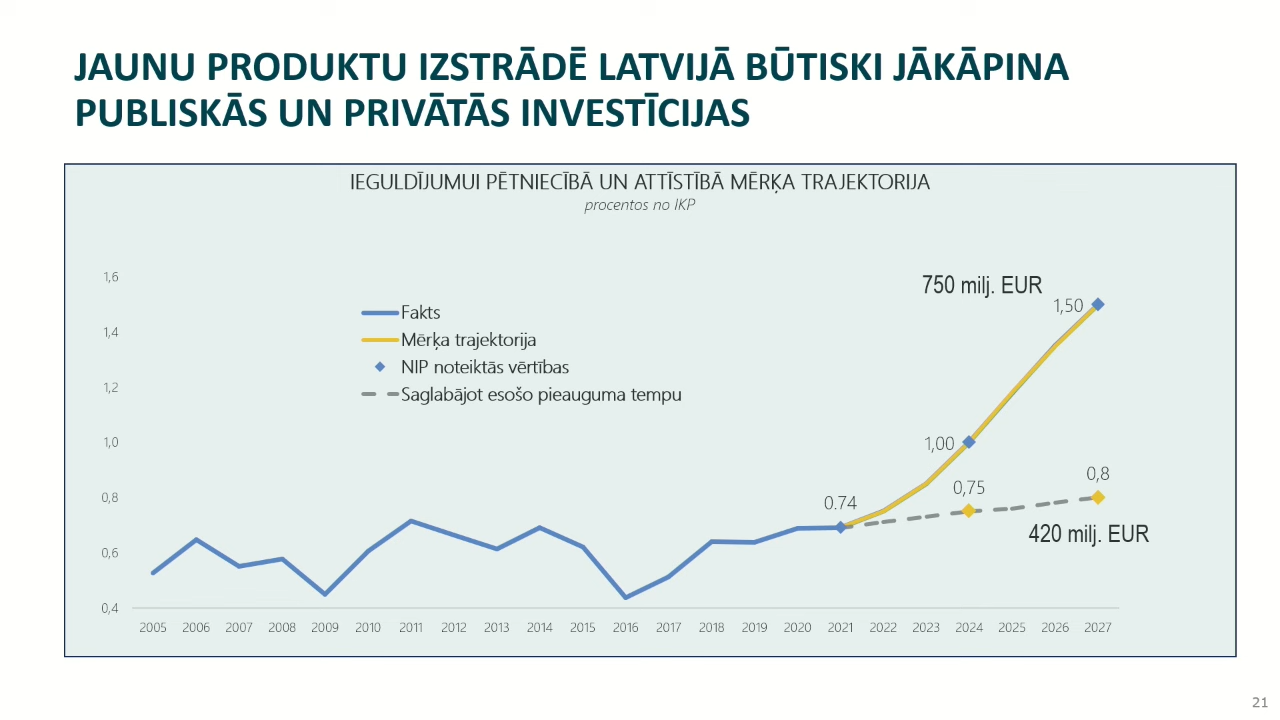 JAUNU PRODUKTU IZSTRĀDĒ LATVIJĀ BŪTISKI JĀKĀPINA
PUBLISKĀS UN PRIVĀTĀS INVESTĪCIJAS
IEGULDĪJUMUI PĒTNIECĪBĀ UN ATTĪSTĪBĀ MĒRĶA TRAJEKTORIJA
procentos no IKP
1,6
1,4
1,2
1,0
0,8
0,6
0,4
Fakts
Mērķa trajektorija
NIP noteiktās vērtības
Saglabājot esošo pieauguma tempu
750 milj. EUR
1,50
1,00
0.74
0,75
0,8
420 milj. EUR
2005 2006 2007 2008 2009 2010 2011 2012 2013 2014 2015 2016 2017 2018 2019 2020 2021 2022 2023 2024 2025 2026 2027
21